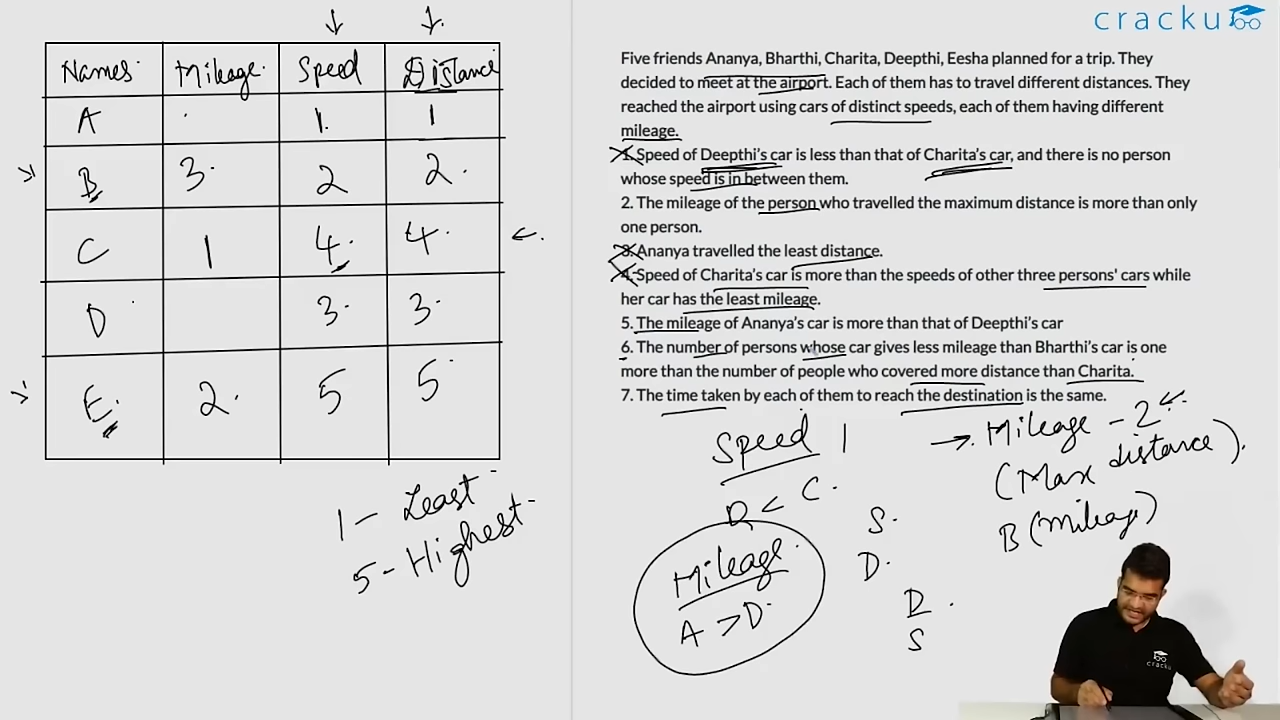 cracku
Names. Mileage. Speed Distance
A . 1. 1
B 3. 2 2.
C 1 4. 4.
D 3. 3.
E. 2. 5 5
1 - Least
5 - Highest
Five friends Ananya, Bharthi, Charita, Deepthi, Eesha planned for a trip. They
decided to meet at the airport. Each of them has to travel different distances. They
reached the airport using cars of distinct speeds, each of them having different
mileage.
1. Speed of Deepthi's car is less than that of Charita's car, and there is no person
whose speed is in between them.
2. The mileage of the person who travelled the maximum distance is more than only
one person.
3. Ananya travelled the least distance.
4. Speed of Charita's car is more than the speeds of other three persons' cars while
her car has the least mileage.
5. The mileage of Ananya's car is more than that of Deepthi's car
6. The number of persons whose car gives less mileage than Bharthi's car is one
more than the number of people who covered more distance than Charita.
7. The time taken by each of them to reach the destination is the same.
Speed 1
D < C.
Mileage.
A > D.
S.
D.
D
S
→ Mileage - 2
(Max distance).
B (Mileage)
cracku